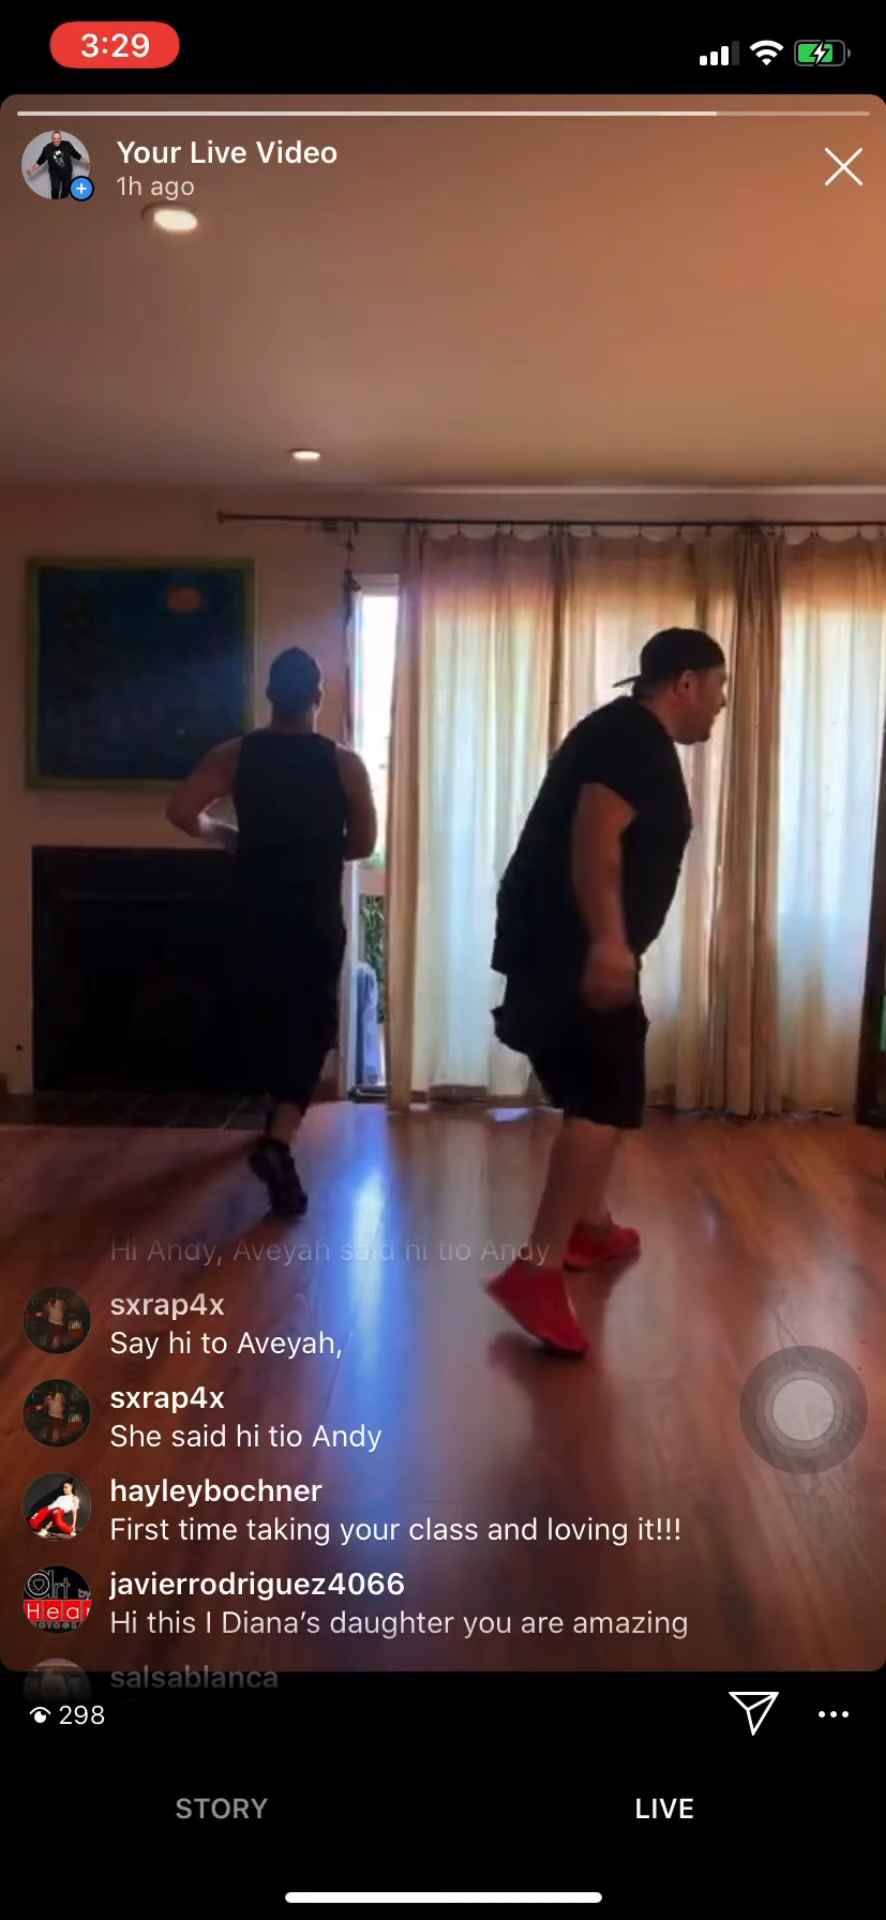 3:29
Your Live Video
1h ago
Hi Andy, Aveyah said hi tio Andy
sxrap4x
Say hi to Aveyah,
sxrap4x
She said hi tio Andy
hayleybochner
First time taking your class and loving it!!!
javierrodriguez4066
Hi this I Diana’s daughter you are amazing
salsablanca
298
STORY
LIVE